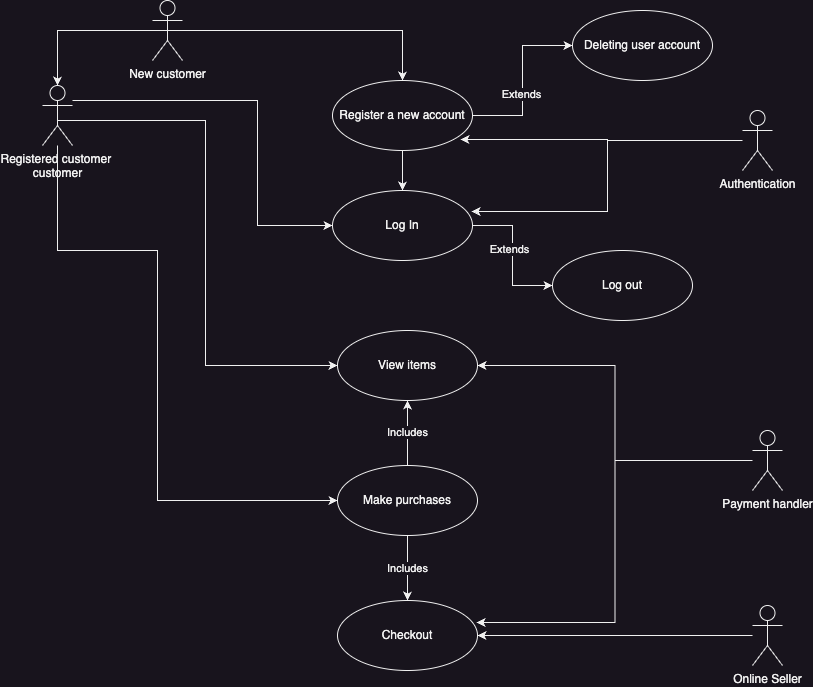 New customer
Deleting user account
Extends
Register a new account
Registered customer
customer
Authentication
Log In
Extends
Log out
View items
Includes
Make purchases
Payment handler
Includes
Checkout
Online Seller